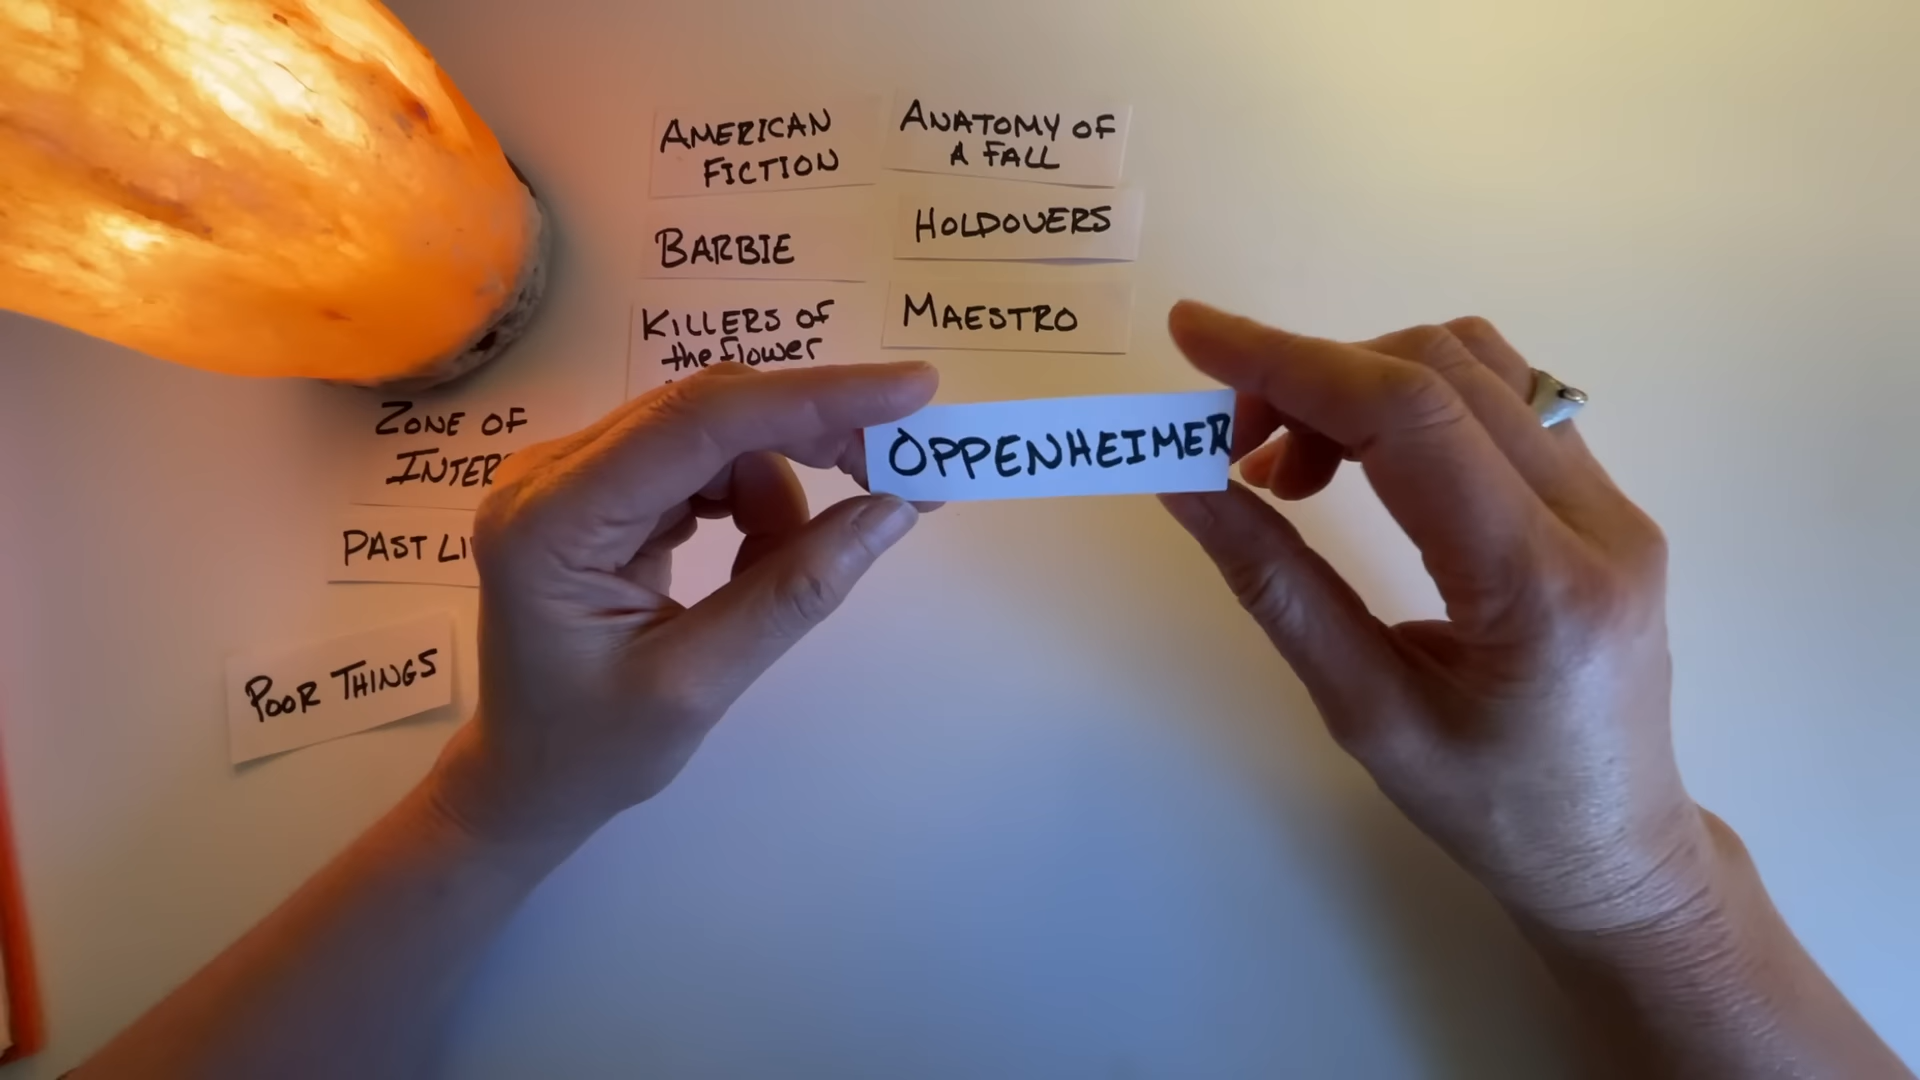 AMERICAN
FICTION
ANATOMY OF
A FALL
BARBIE
HOLDOVERS
KILLERS OF
the flower
MAESTRO
OPPENHEIMER
ZONE OF
PAST
POOR THINGS